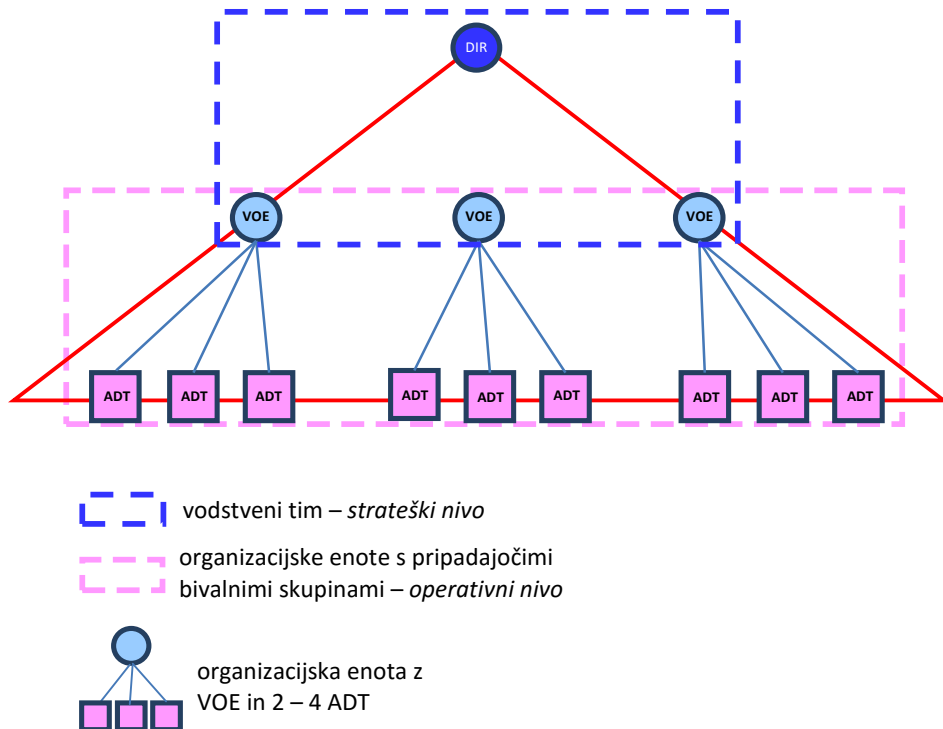 DIR
VOE VOE VOE
ADT ADT ADT ADT ADT ADT ADT ADT ADT
vodstveni tim – strateški nivo
organizacijske enote s pripadajočimi
bivalnimi skupinami – operativni nivo
organizacijska enota z
VOE in 2 – 4 ADT